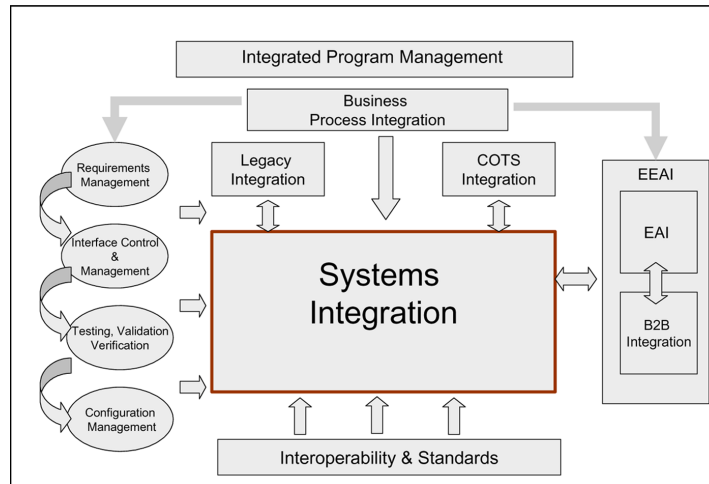 Integrated Program Management
Business
Process Integration
Requirements
Management
Legacy
Integration
COTS
Integration
EEAI
EAI
Interface Control
&
Management
Systems
Integration
Testing, Validation
Verification
B2B
Integration
Configuration
Management
Interoperability & Standards